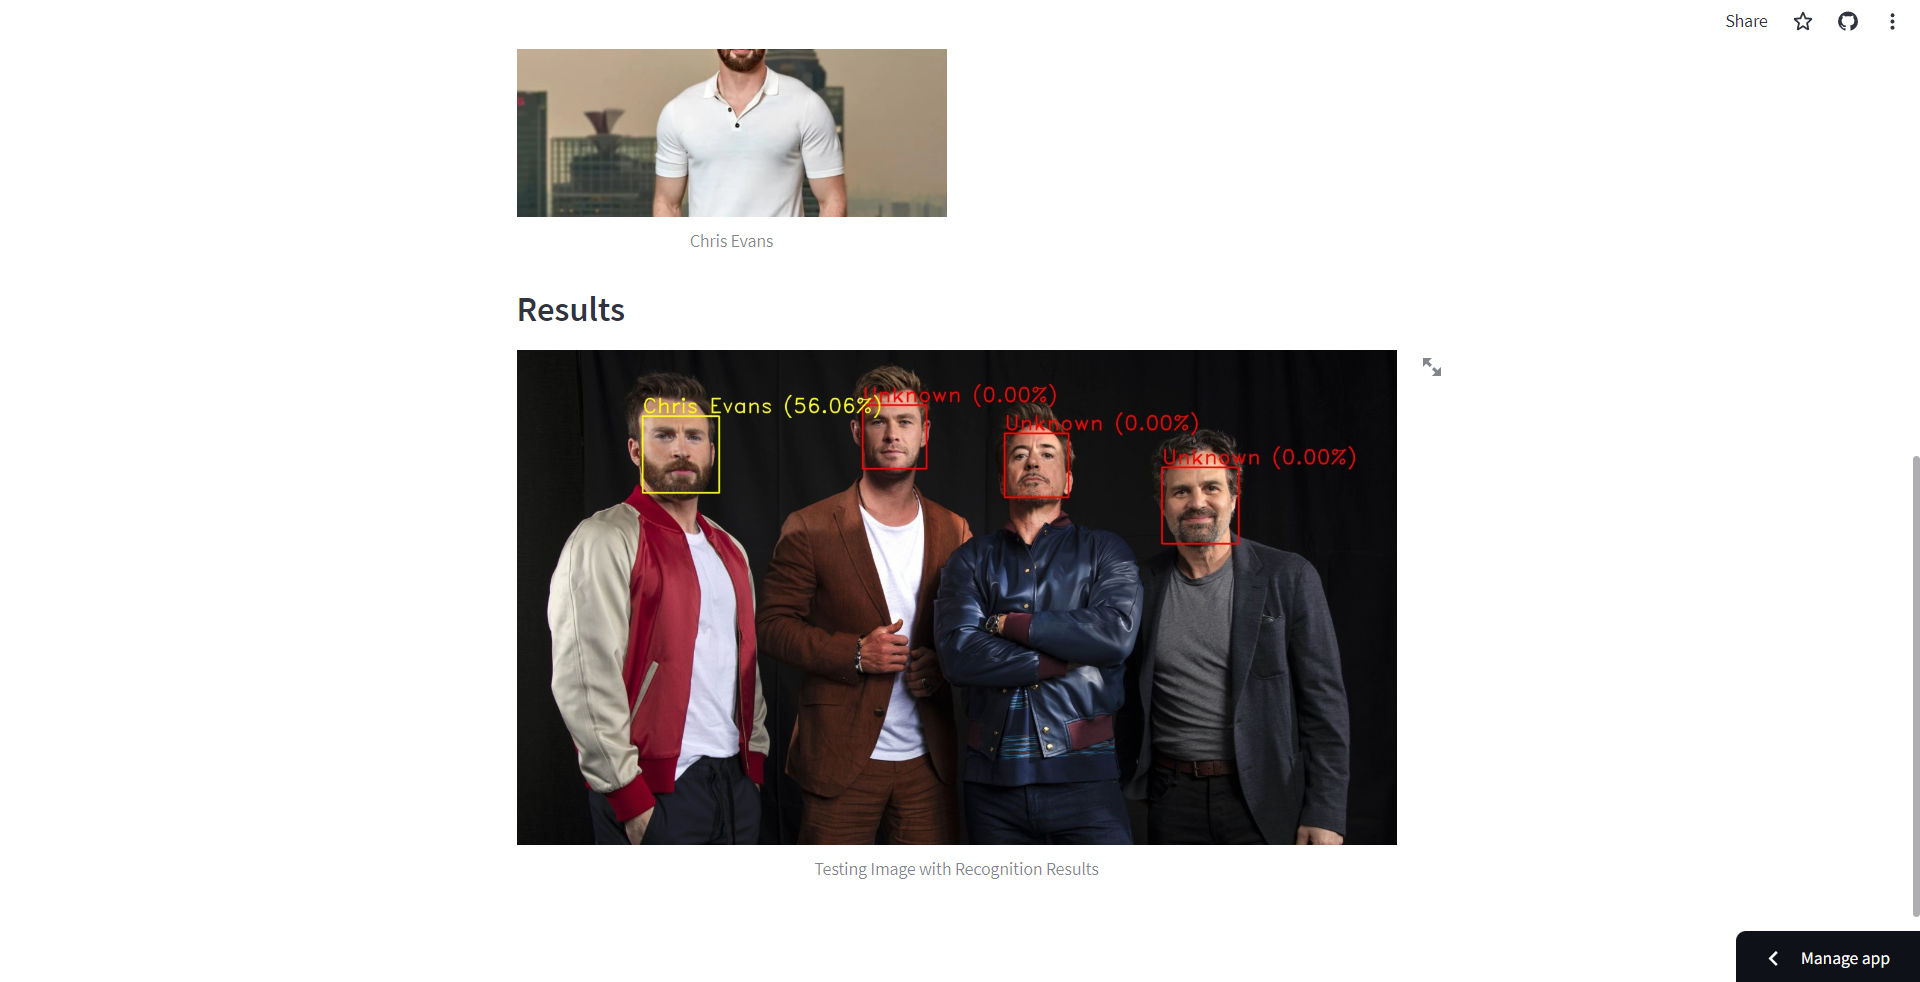 Share
Chris Evans
Results
Chris Evans (56.06%)
Unknown (0.00%)
Unknown (0.00%)
Unknown (0.00%)
Testing Image with Recognition Results
Manage app